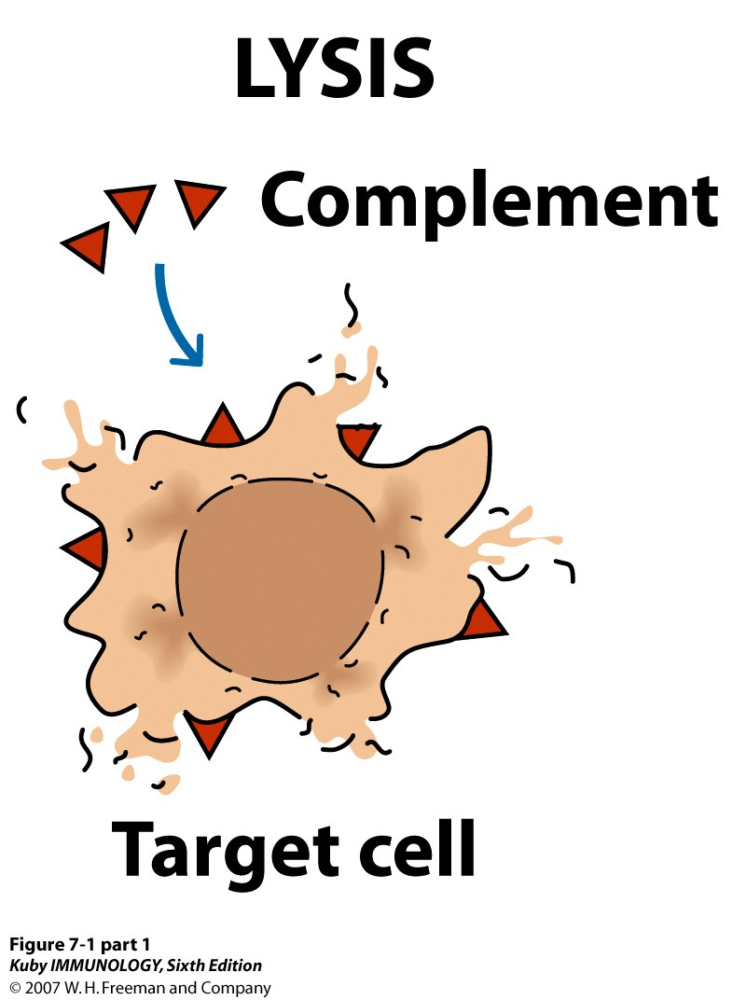 LYSIS
Complement
Target cell
Figure 7-1 part 1
Kuby IMMUNOLOGY, Sixth Edition
© 2007 W. H. Freeman and Company